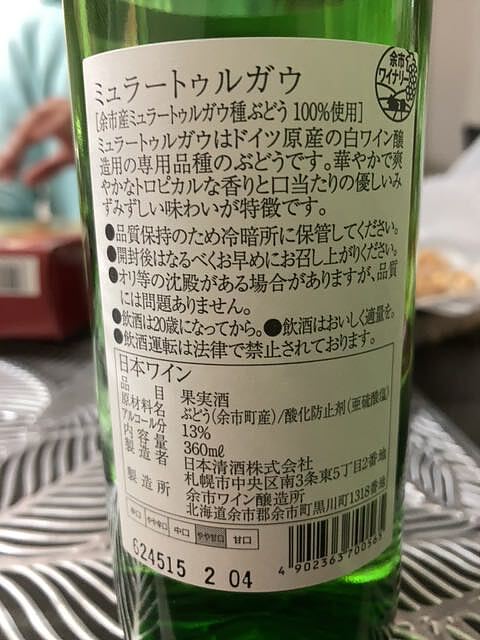 ミュラートゥルガウ
余市
ワイナリー
[余市産ミュラートゥルガウ種ぶどう 100%使用]
ミュラートゥルガウはドイツ原産の白ワイン醸
造用の専用品種のぶどうです。華やかで爽
やかなトロピカルな香りと口当たりの優しいみ
ずみずしい味わいが特徴です。
●品質保持のため冷暗所に保管してください。
●開封後はなるべくお早めにお召し上がりください。
●オリ等の沈殿がある場合がありますが、品質
には問題ありません。
●飲酒は20歳になってから。●飲酒はおいしく適量を。
●飲酒運転は法律で禁止されております。
日本ワイン
品目 果実酒
原材料名 ぶどう(余市町産)/酸化防止剤(亜硫酸塩)
アルコール分 13%
内容量 360㎖
製造者 日本清酒株式会社
札幌市中央区南3条東5丁目2番地
製造所 余市ワイン醸造所
北海道余市郡余市町黒川町1318番地
辛口 やや辛口 中口 やや甘口 甘口
624515 2 04